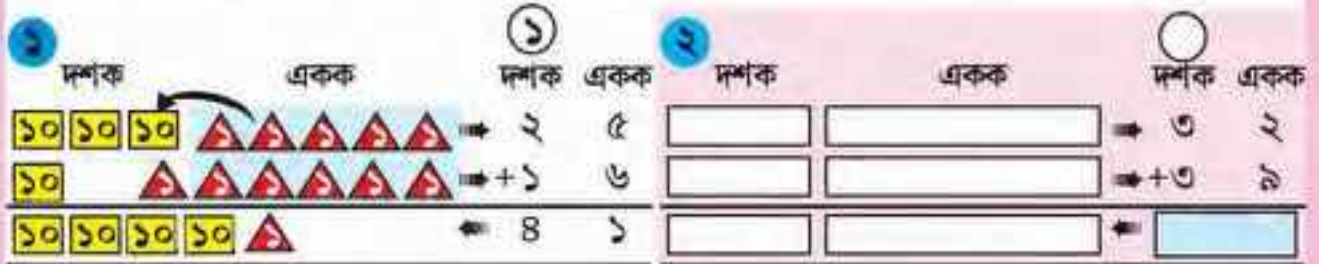 ১ ১ ২
দশক একক দশক একক দশক একক দশক একক
১০ ১০ ১০ ১ ১ ১ ১ ১ ২ ৫ ৩ ২
১০ ১ ১ ১ ১ ১ ১ +১ ৬ +৩ ৯
১০ ১০ ১০ ১০ ১ ৪ ১